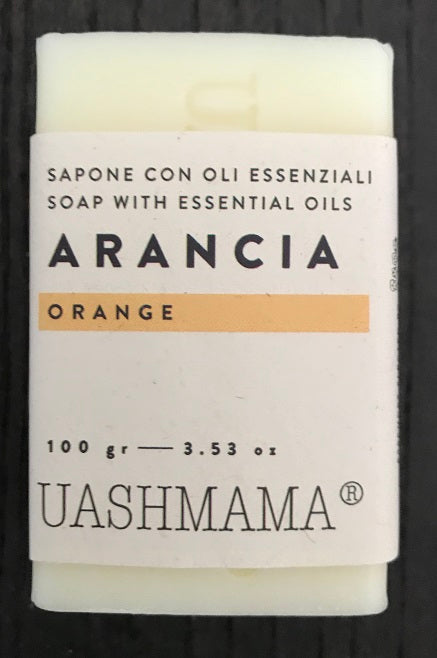 SAPONE CON OLI ESSENZIALI
SOAP WITH ESSENTIAL OILS
ARANCIA
ORANGE
100 gr — 3.53 oz
UASHMAMA®